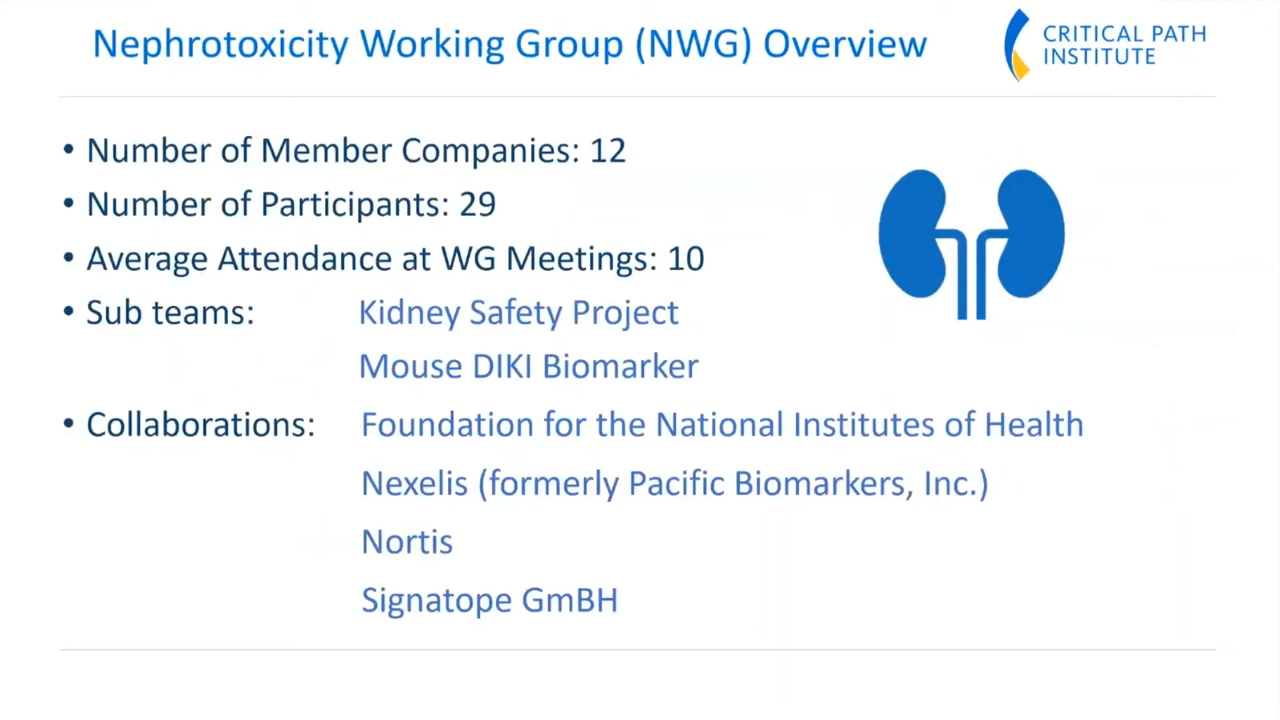 Nephrotoxicity Working Group (NWG) Overview
CRITICAL PATH
INSTITUTE
• Number of Member Companies: 12
• Number of Participants: 29
• Average Attendance at WG Meetings: 10
• Sub teams: Kidney Safety Project
Mouse DIKI Biomarker
• Collaborations: Foundation for the National Institutes of Health
Nexelis (formerly Pacific Biomarkers, Inc.)
Nortis
Signatope GmBH